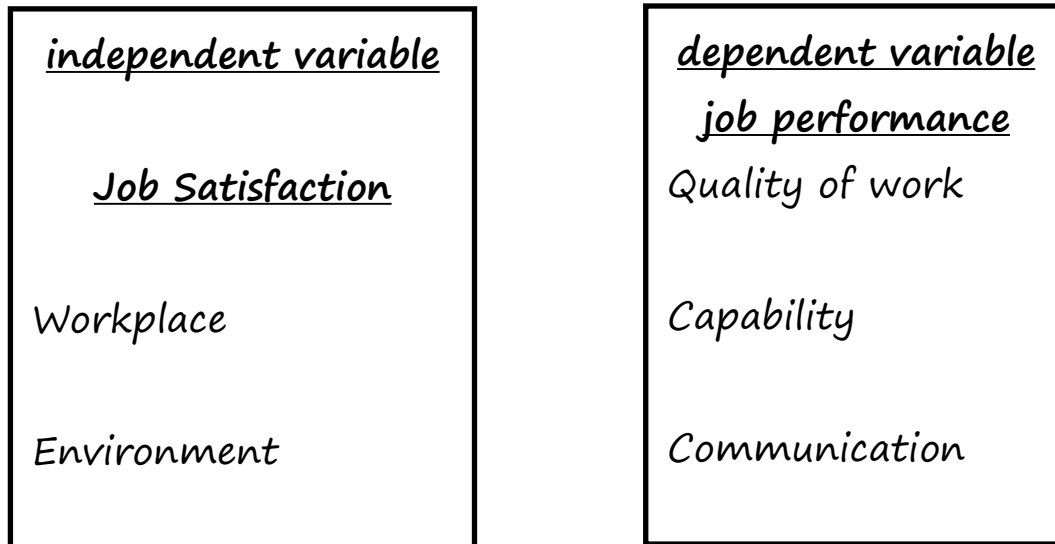 independent variable
Job Satisfaction
Workplace
Environment
dependent variable
job performance
Quality of work
Capability
Communication